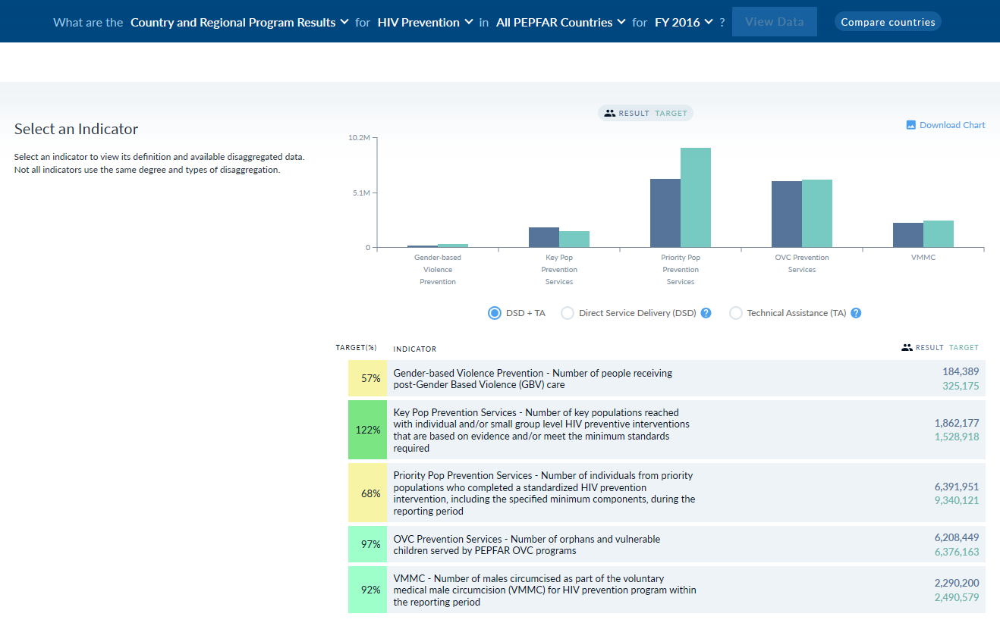 What are the Country and Regional Program Results for HIV Prevention in All PEPFAR Countries for FY 2016 ? View Data Compare countries
RESULT TARGET
Select an Indicator
Download Chart
Select an indicator to view its definition and available disaggregated data.
Not all indicators use the same degree and types of disaggregation.
10.2M
5.1M
0
Gender-based
Violence
Prevention
Key Pop
Prevention
Services
Priority Pop
Prevention
Services
OVC Prevention
Services
VMMC
DSD + TA Direct Service Delivery (DSD) ? Technical Assistance (TA) ?
TARGET(%) INDICATOR RESULT TARGET
57%
Gender-based Violence Prevention - Number of people receiving
post-Gender Based Violence (GBV) care
184,389
325,175
122%
Key Pop Prevention Services - Number of key populations reached
with individual and/or small group level HIV preventive interventions
that are based on evidence and/or meet the minimum standards
required
1,862,177
1,528,918
68%
Priority Pop Prevention Services - Number of individuals from priority
populations who completed a standardized HIV prevention
intervention, including the specified minimum components, during the
reporting period
6,391,951
9,340,121
97%
OVC Prevention Services - Number of orphans and vulnerable
children served by PEPFAR OVC programs
6,208,449
6,376,163
92%
VMMC - Number of males circumcised as part of the voluntary
medical male circumcision (VMMC) for HIV prevention program within
the reporting period
2,290,200
2,490,579